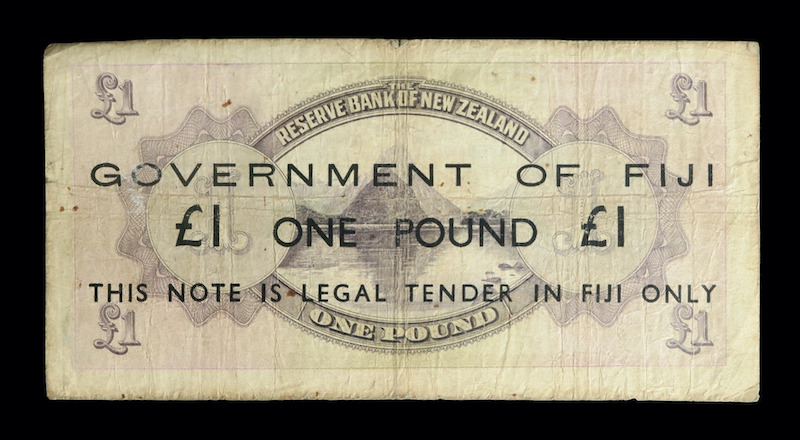 £1 £1
THE
RESERVE BANK OF NEW ZEALAND
GOVERNMENT OF FIJI
£1 ONE POUND £1
THIS NOTE IS LEGAL TENDER IN FIJI ONLY
ONE POUND
£1 £1